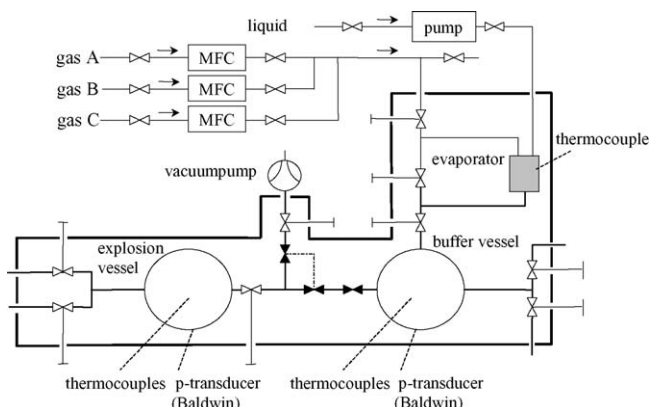 liquid
pump
gas A
MFC
gas B
MFC
gas C
MFC
thermocouple
evaporator
vacuumpump
explosion
vessel
buffer vessel
thermocouples
p-transducer
(Baldwin)
thermocouples
p-transducer
(Baldwin)